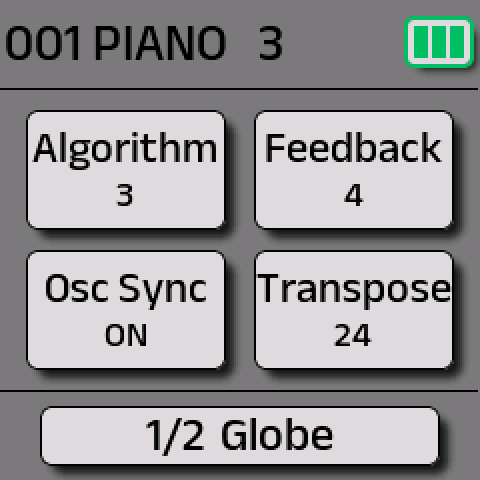 001 PIANO 3
Algorithm
3
Feedback
4
Osc Sync
ON
Transpose
24
1/2 Globe